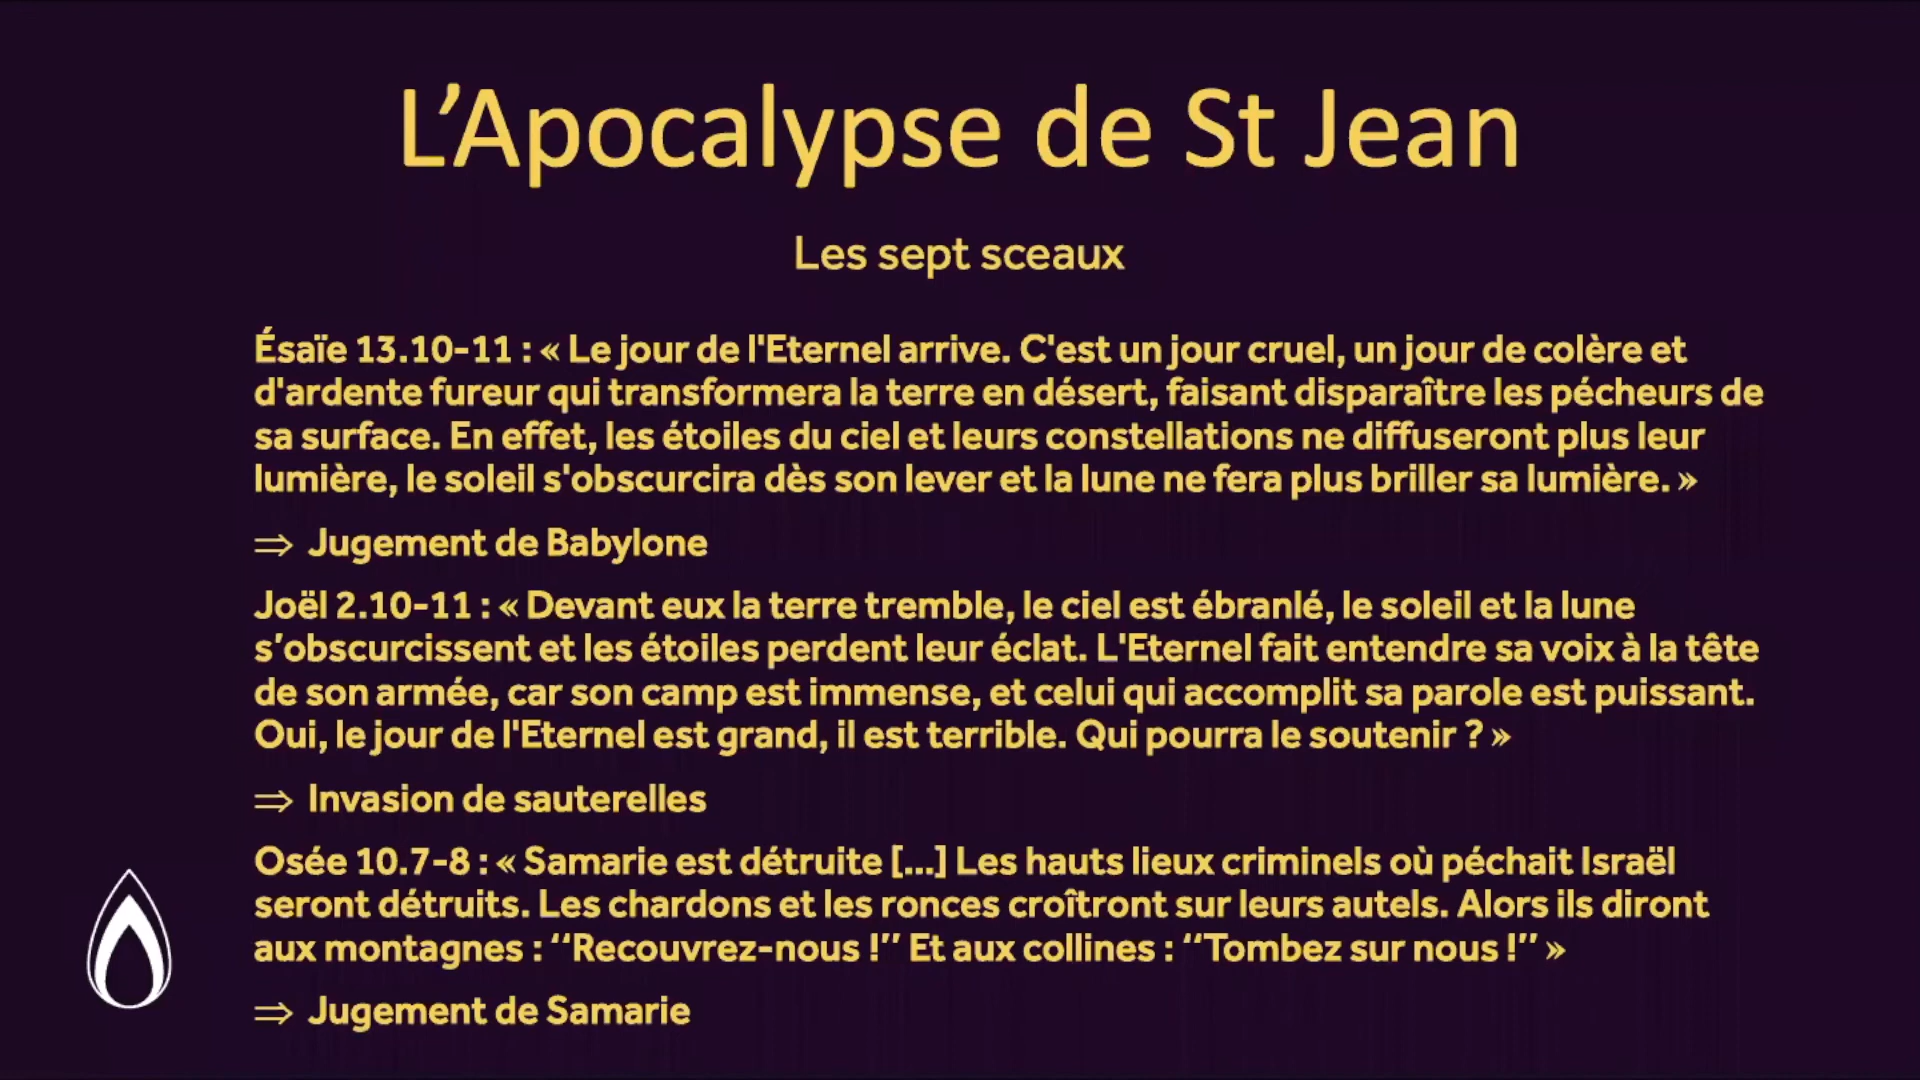 L’Apocalypse de St Jean
Les sept sceaux
Ésaïe 13.10-11 : « Le jour de l'Eternel arrive. C'est un jour cruel, un jour de colère et
d'ardente fureur qui transformera la terre en désert, faisant disparaître les pécheurs de
sa surface. En effet, les étoiles du ciel et leurs constellations ne diffuseront plus leur
lumière, le soleil s'obscurcira dès son lever et la lune ne fera plus briller sa lumière. »
⇒ Jugement de Babylone
Joël 2.10-11 : « Devant eux la terre tremble, le ciel est ébranlé, le soleil et la lune
s’obscurcissent et les étoiles perdent leur éclat. L'Eternel fait entendre sa voix à la tête
de son armée, car son camp est immense, et celui qui accomplit sa parole est puissant.
Oui, le jour de l'Eternel est grand, il est terrible. Qui pourra le soutenir ? »
⇒ Invasion de sauterelles
Osée 10.7-8 : « Samarie est détruite [...] Les hauts lieux criminels où péchait Israël
seront détruits. Les chardons et les ronces croîtront sur leurs autels. Alors ils diront
aux montagnes : ‘‘Recouvrez-nous !’’ Et aux collines : ‘‘Tombez sur nous !’’ »
⇒ Jugement de Samarie